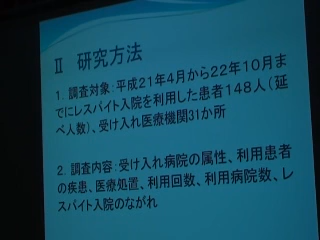 Ⅱ 研究方法
1．調査対象：平成21年4月から22年10月ま
でにレスパイト入院を利用した患者148人（延
べ人数）、受け入れ医療機関31か所
2．調査内容：受け入れ病院の属性、利用患者
の疾患、医療処置、利用回数、利用病院数、レ
スパイト入院のながれ